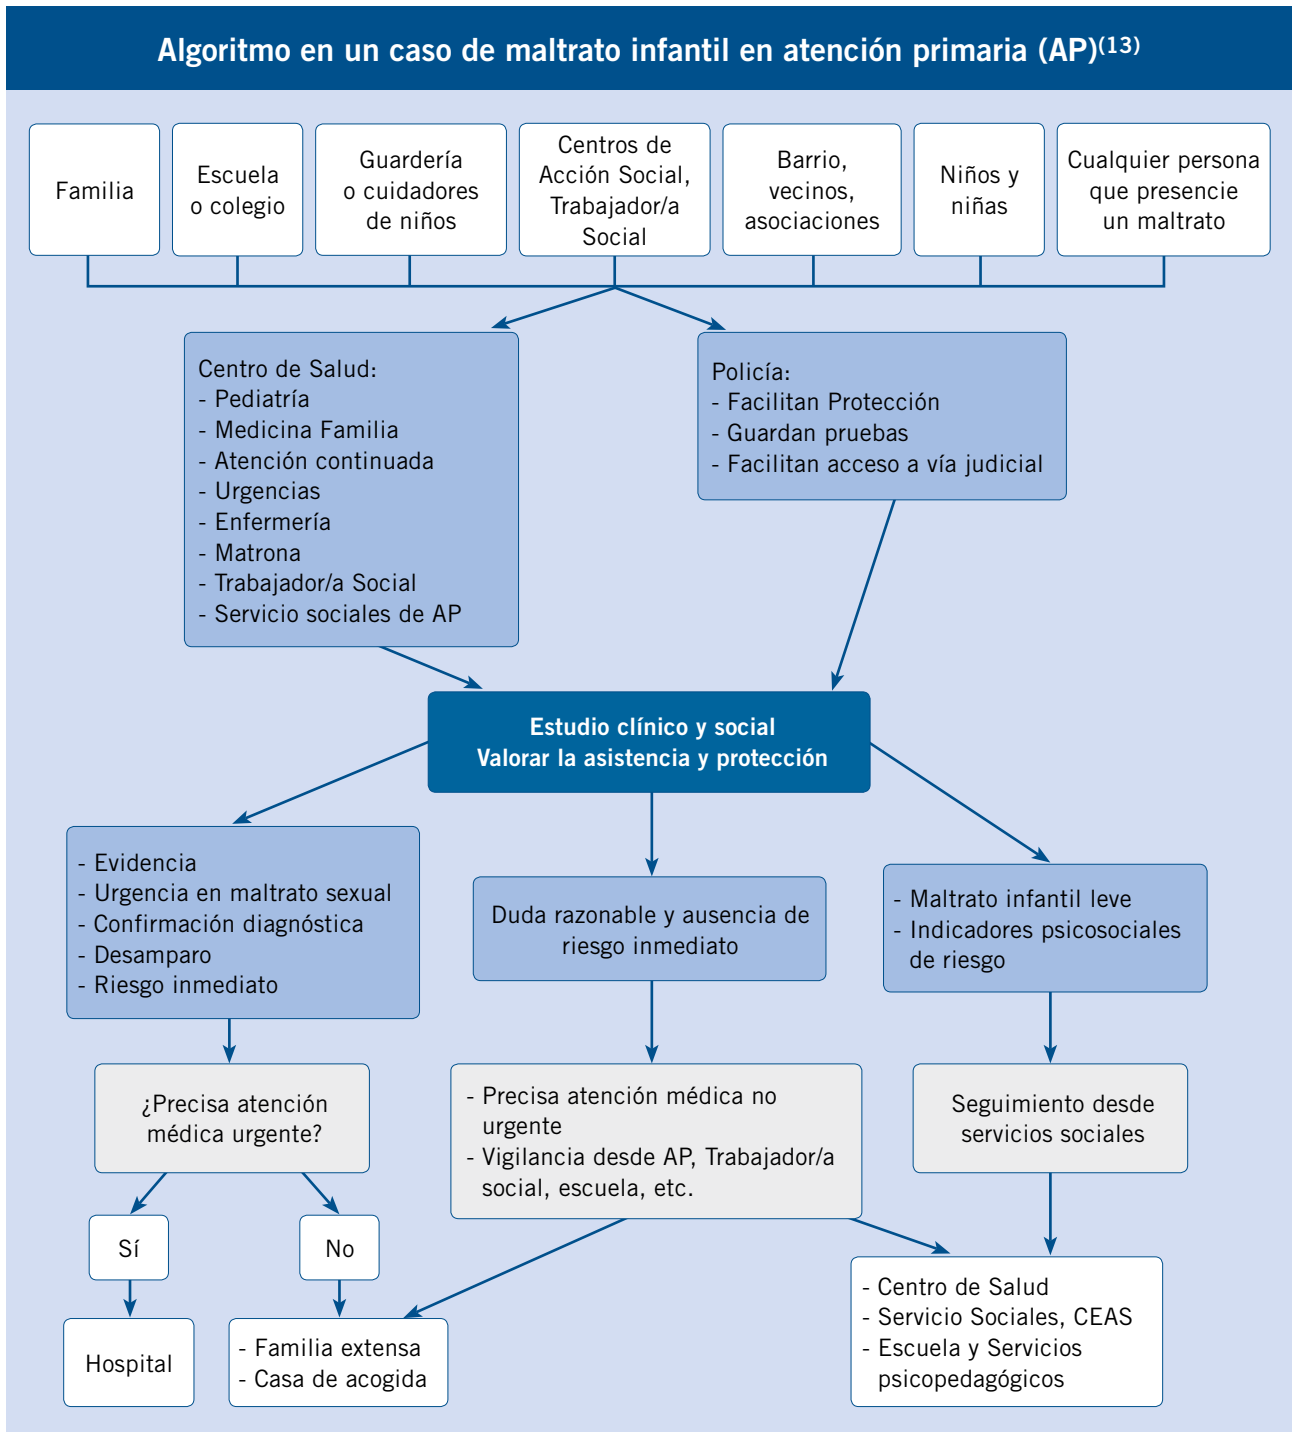 Algoritmo en un caso de maltrato infantil en atención primaria (AP)(13)
Familia
Escuela
o colegio
Guardería
o cuidadores
de niños
Centros de
Acción Social,
Trabajador/a
Social
Barrio,
vecinos,
asociaciones
Niños y
niñas
Cualquier persona
que presencie
un maltrato
Centro de Salud:
- Pediatría
- Medicina Familia
- Atención continuada
- Urgencias
- Enfermería
- Matrona
- Trabajador/a Social
- Servicio sociales de AP
Policía:
- Facilitan Protección
- Guardan pruebas
- Facilitan acceso a vía judicial
Estudio clínico y social
Valorar la asistencia y protección
- Evidencia
- Urgencia en maltrato sexual
- Confirmación diagnóstica
- Desamparo
- Riesgo inmediato
Duda razonable y ausencia de
riesgo inmediato
- Maltrato infantil leve
- Indicadores psicosociales
de riesgo
¿Precisa atención
médica urgente?
- Precisa atención médica no
urgente
- Vigilancia desde AP, Trabajador/a
social, escuela, etc.
Seguimiento desde
servicios sociales
Sí
No
Hospital
- Familia extensa
- Casa de acogida
- Centro de Salud
- Servicio Sociales, CEAS
- Escuela y Servicios
psicopedagógicos